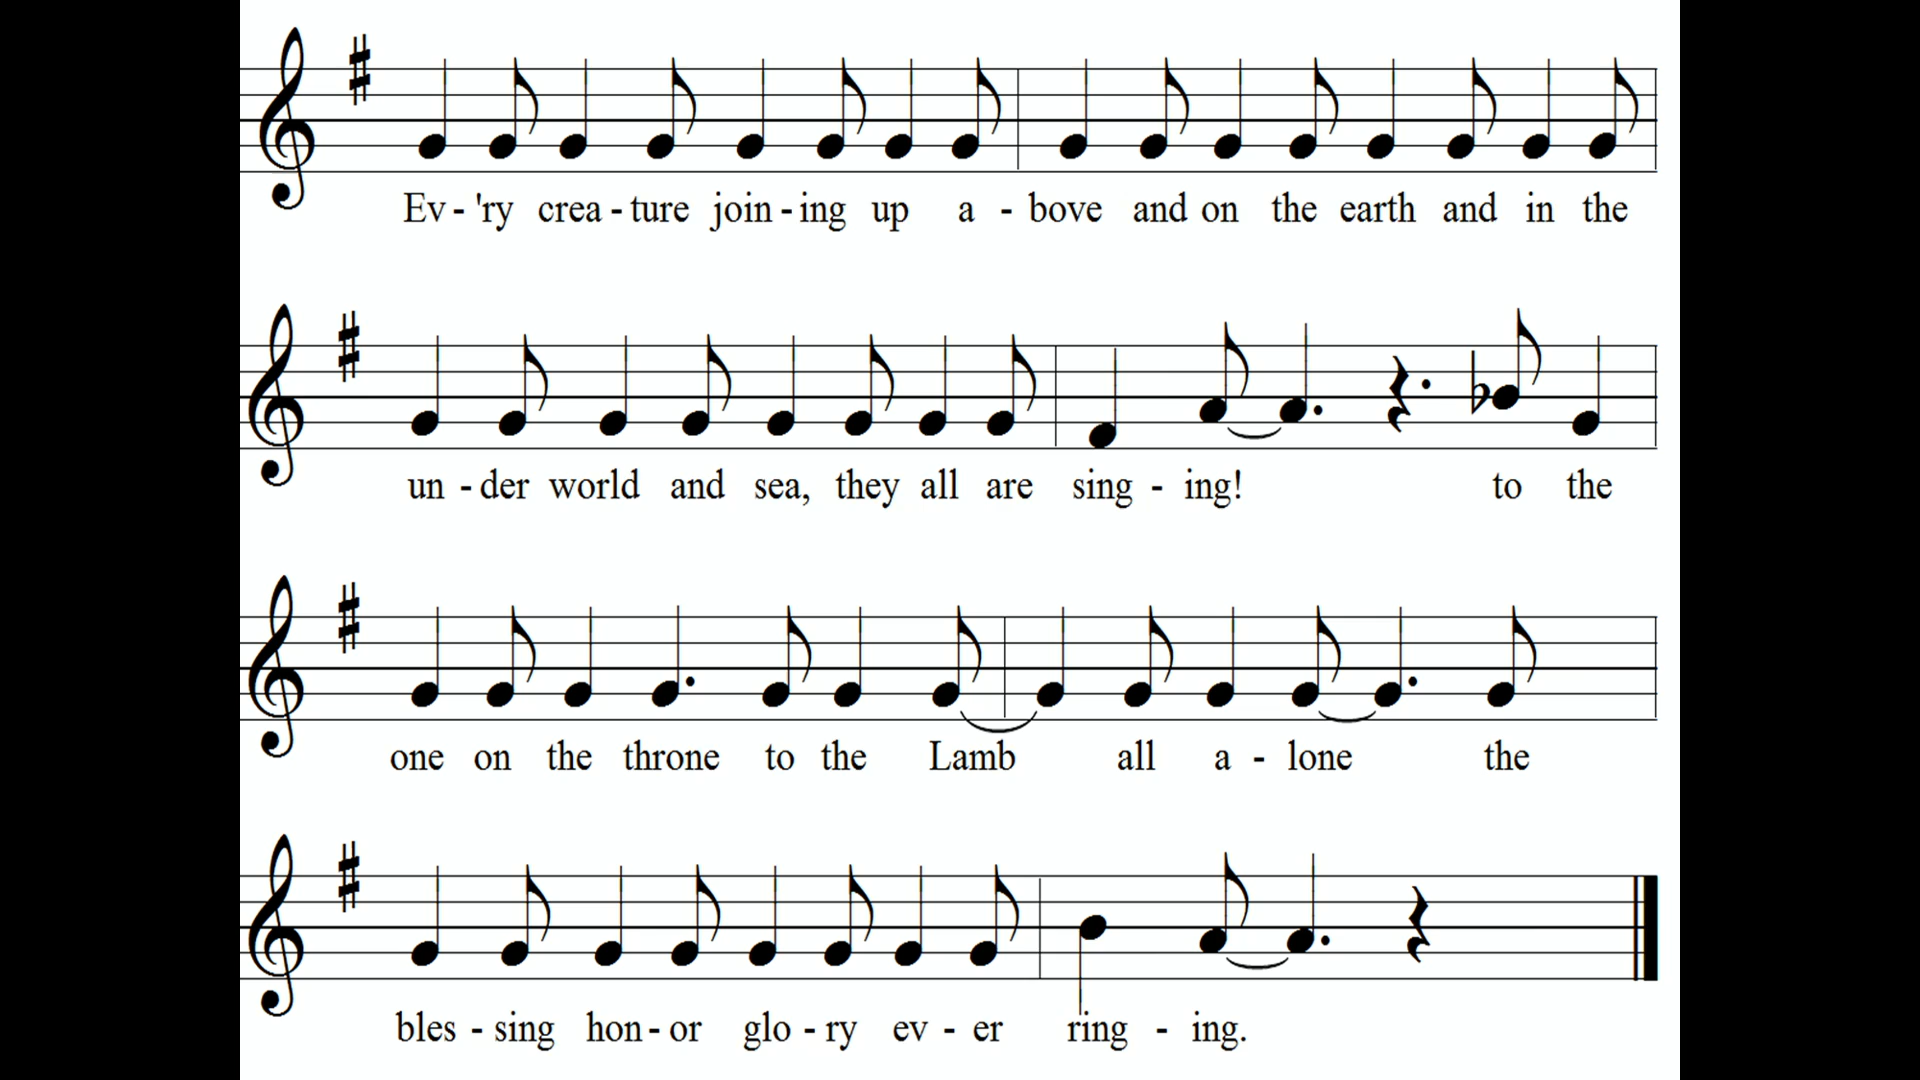 Ev - 'ry crea - ture join - ing up a - bove and on the earth and in the
un - der world and sea, they all are sing - ing! to the
one on the throne to the Lamb all a - lone the
bles - sing hon - or glo - ry ev - er ring - ing.